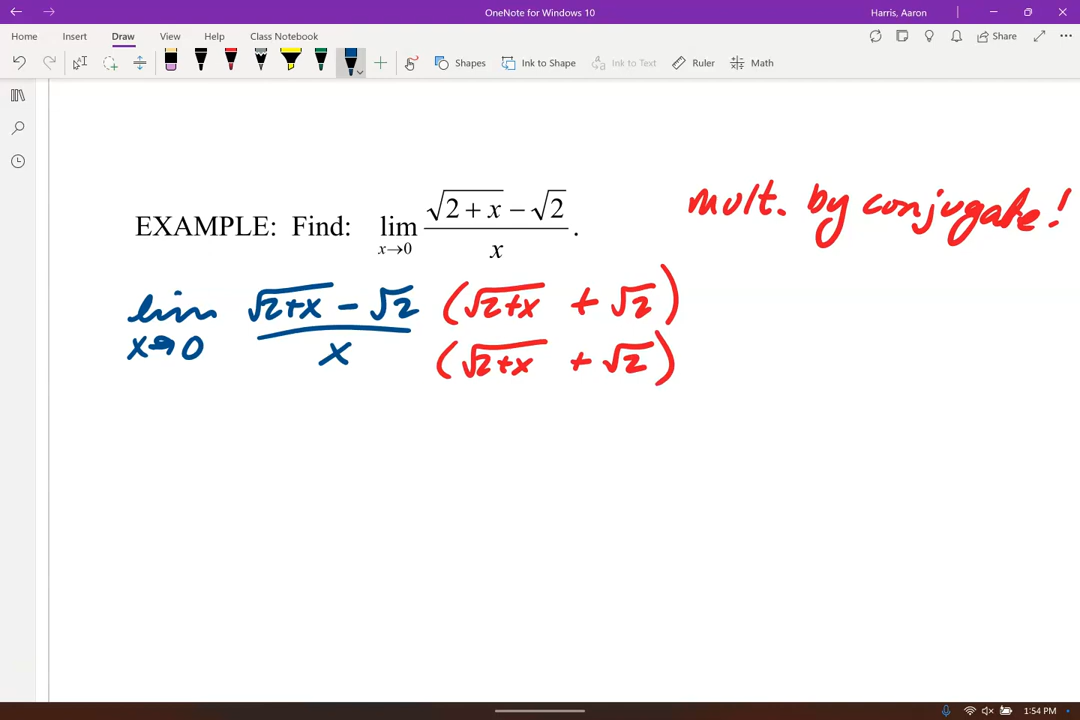 OneNote for Windows 10
Harris, Aaron
Home Insert Draw View Help Class Notebook
Share
Shapes Ink to Shape Ink to Text Ruler Math
mult. by conjugate!
EXAMPLE: Find: lim x→0 (√(2 + x) − √2) / x .
lim x→0 (√(2+x) − √2) / x (√(2+x) + √2) / (√(2+x) + √2)
1:54 PM